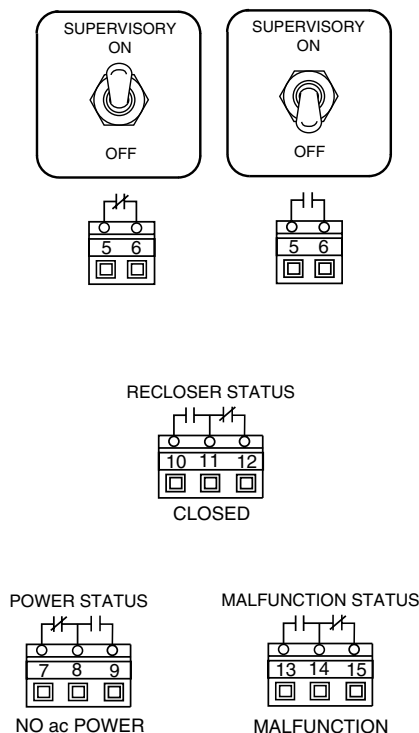 SUPERVISORY
ON
OFF
SUPERVISORY
ON
OFF
5 6
5 6
RECLOSER STATUS
10 11 12
CLOSED
POWER STATUS
7 8 9
NO ac POWER
MALFUNCTION STATUS
13 14 15
MALFUNCTION